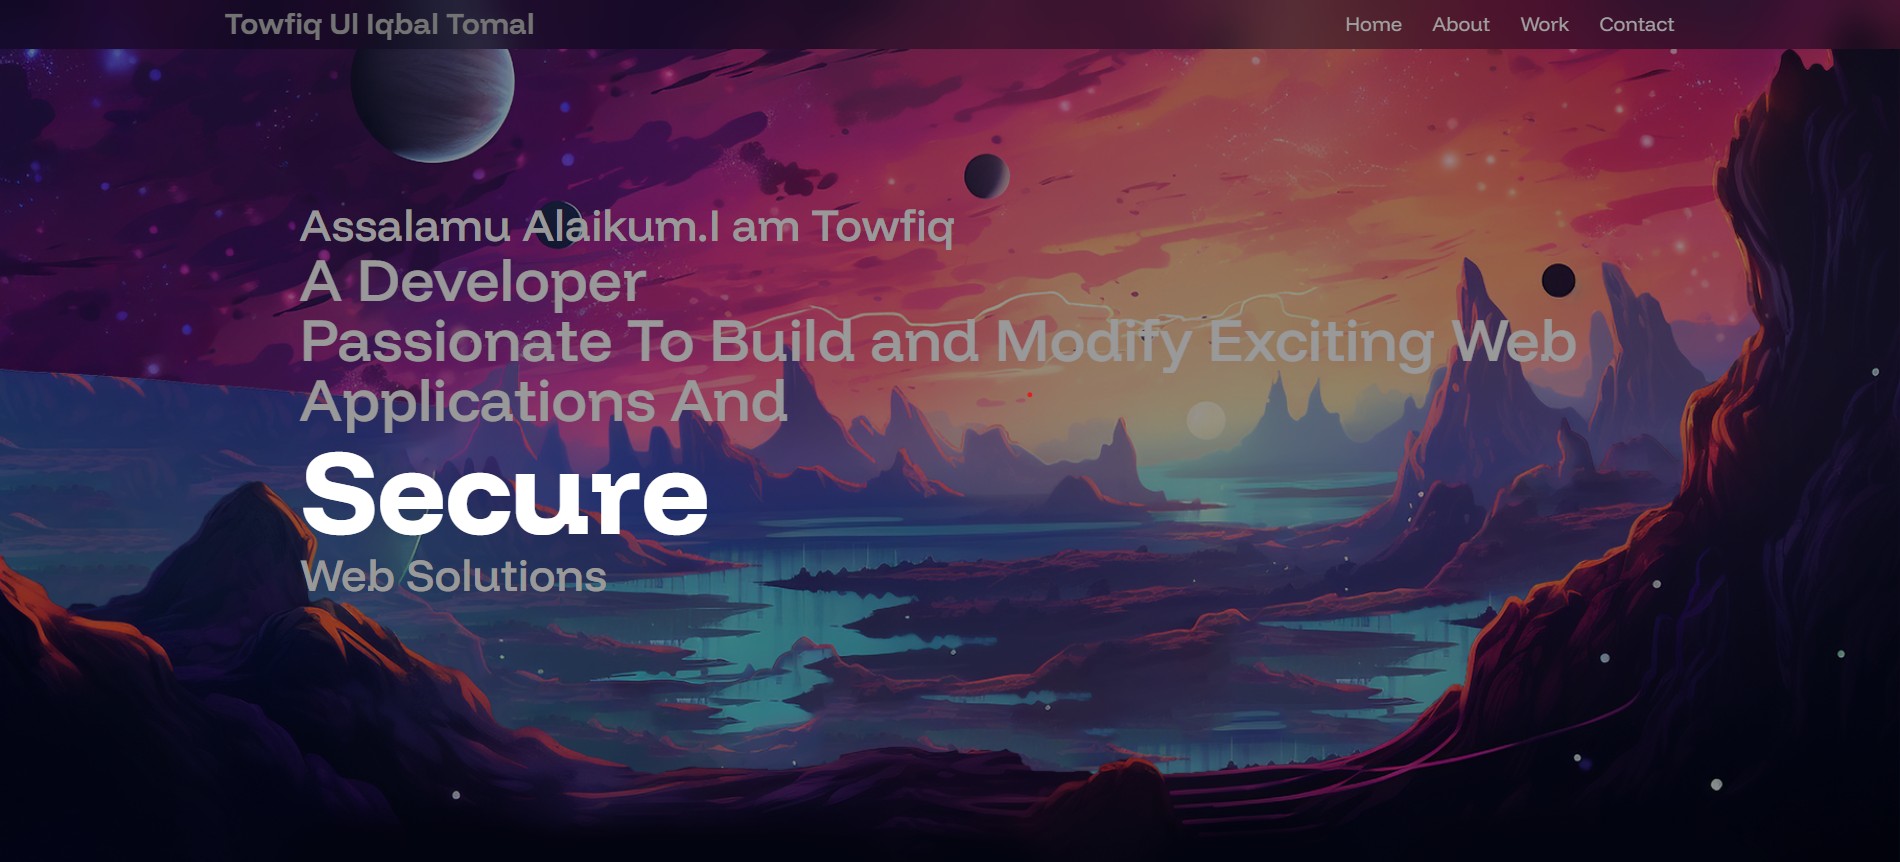 Towfiq Ul Iqbal Tomal
Home About Work Contact
Assalamu Alaikum.I am Towfiq
A Developer
Passionate To Build and Modify Exciting Web
Applications And
Secure
Web Solutions